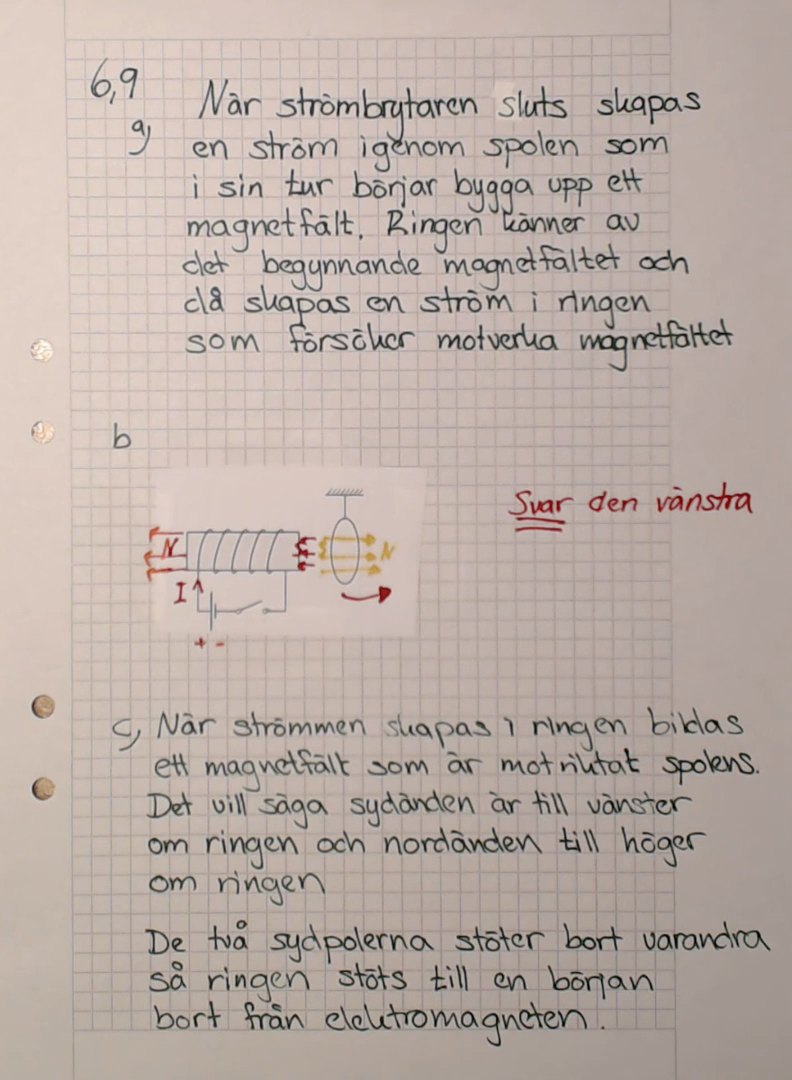 6,9
a) När strömbrytaren sluts skapas
en ström igenom spolen som
i sin tur börjar bygga upp ett
magnetfält. Ringen känner av
det begynnande magnetfältet och
då skapas en ström i ringen
som försöker motverka magnetfältet
b
Svar den vänstra
N S S N
I
+ -
c) När strömmen skapas i ringen bildas
ett magnetfält som är motriktat spolens.
Det vill säga sydänden är till vänster
om ringen och nordänden till höger
om ringen
De två sydpolerna stöter bort varandra
så ringen stöts till en början
bort från elektromagneten.